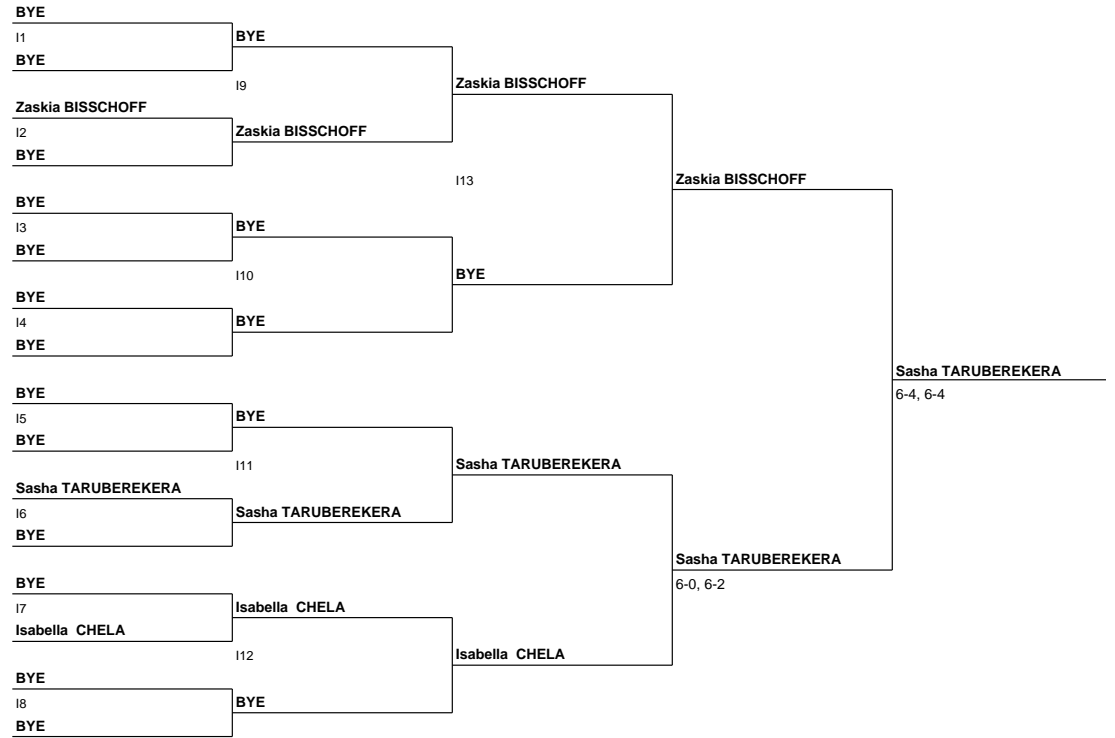 BYE
I1
BYE
BYE
I9
Zaskia BISSCHOFF
Zaskia BISSCHOFF
I2
Zaskia BISSCHOFF
BYE
I13
Zaskia BISSCHOFF
BYE
I3
BYE
BYE
I10
BYE
BYE
I4
BYE
BYE
Sasha TARUBEREKERA
6-4, 6-4
BYE
I5
BYE
BYE
I11
Sasha TARUBEREKERA
Sasha TARUBEREKERA
I6
Sasha TARUBEREKERA
BYE
Sasha TARUBEREKERA
6-0, 6-2
BYE
I7
Isabella  CHELA
Isabella  CHELA
I12
Isabella  CHELA
BYE
I8
BYE
BYE